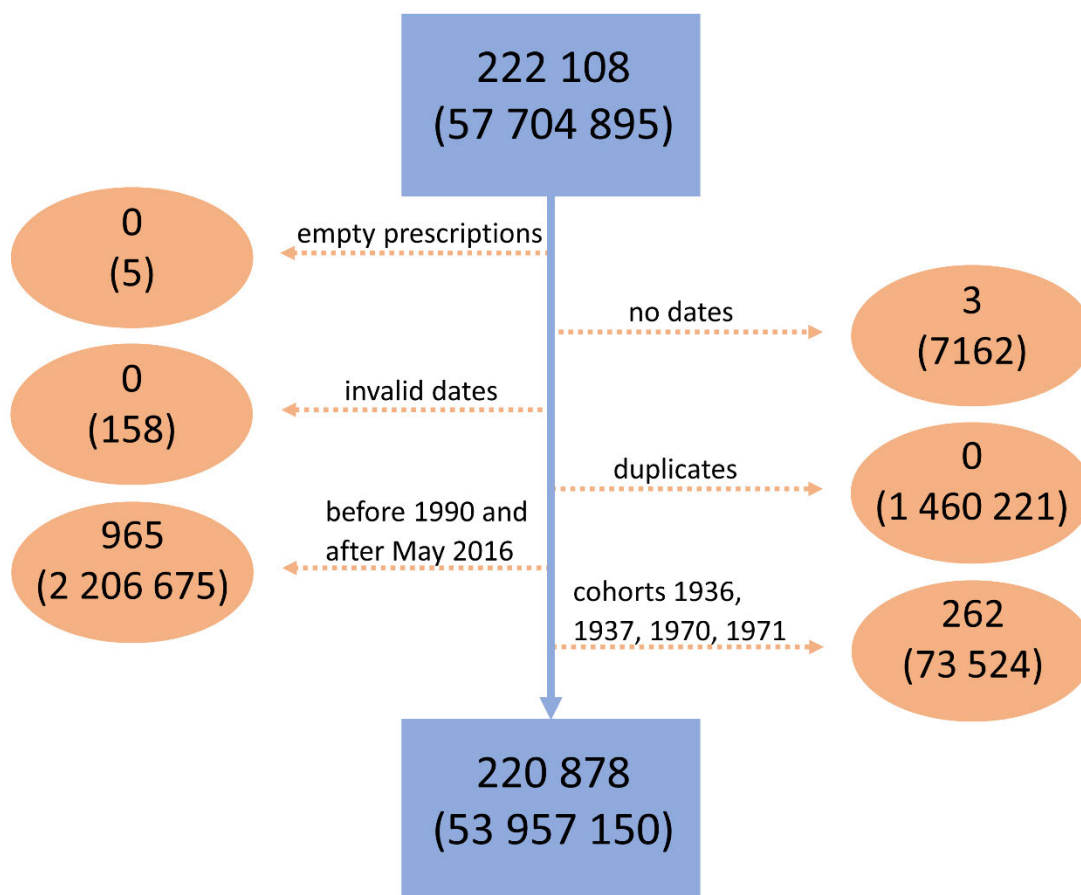 222 108
(57 704 895)
empty prescriptions
0
(5)
no dates
3
(7162)
invalid dates
0
(158)
duplicates
0
(1 460 221)
before 1990 and
after May 2016
965
(2 206 675)
cohorts 1936,
1937, 1970, 1971
262
(73 524)
220 878
(53 957 150)